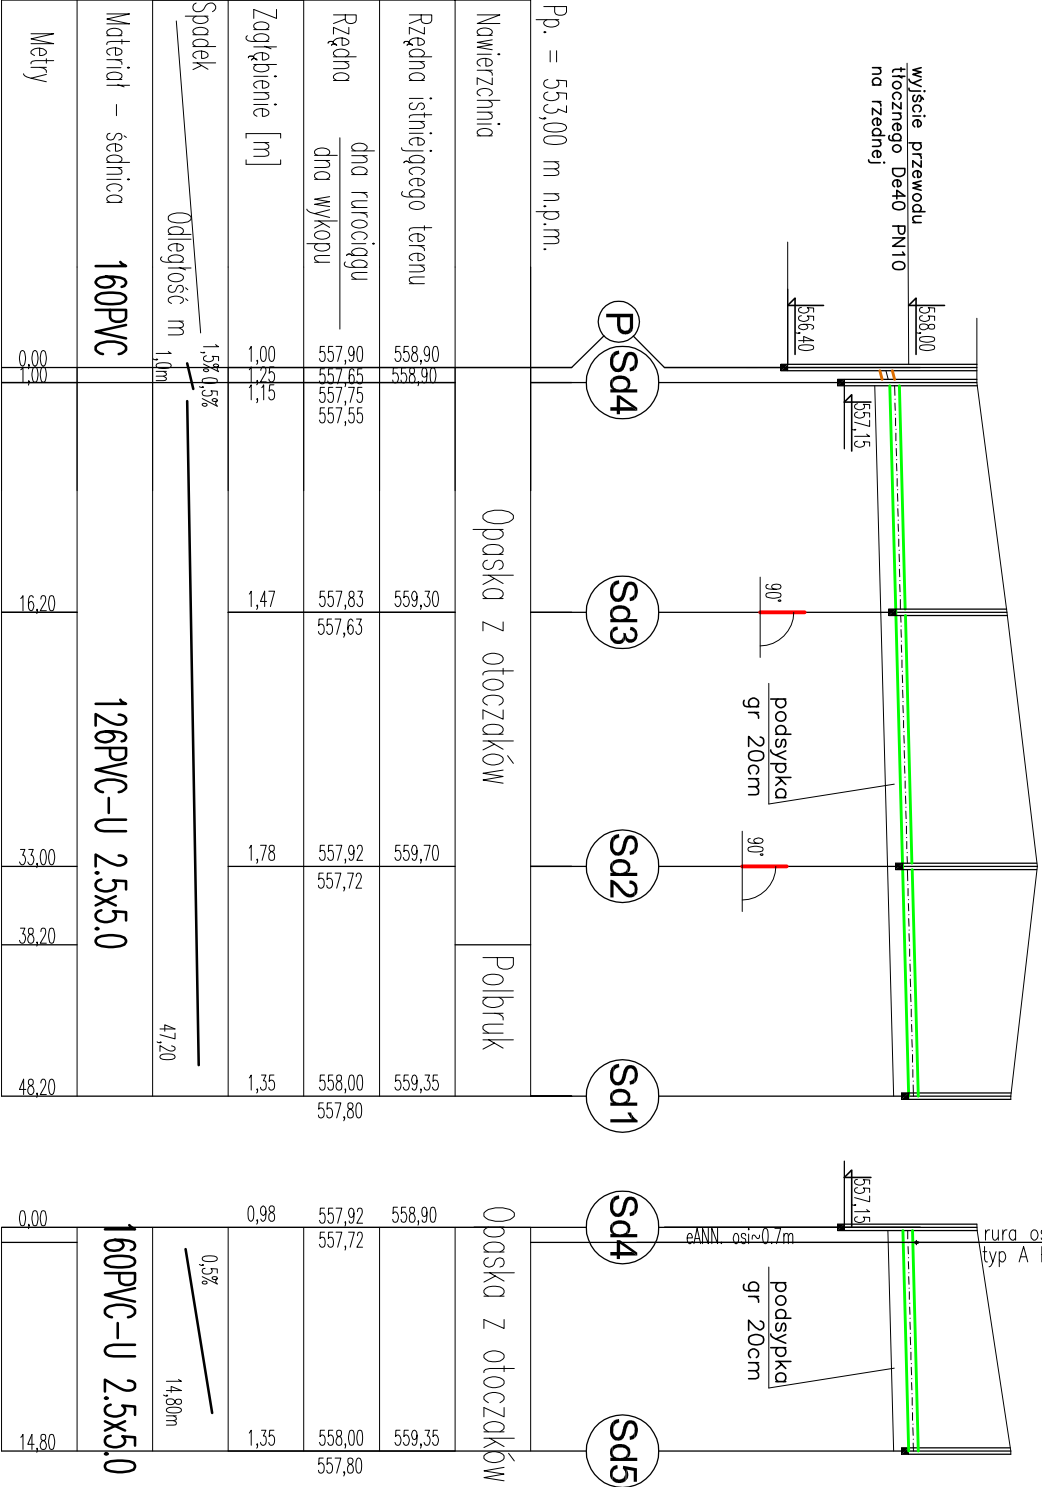 wyjście przewodu
tłocznego De40 PN10
na rzednej
558,00
556,40
557,15
90°
podsypka
gr 20cm
90°
557,15
rura os
typ A
eANN. osi~0.7m
podsypka
gr 20cm
P
Sd4
Sd3
Sd2
Sd1
Sd4
Sd5
Pp. = 553,00 m n.p.m.
Nawierzchnia
Opaska z otoczaków
Polbruk
Opaska z otoczaków
Rzędna istniejącego terenu
558,90
558,90
559,30
559,70
559,35
558,90
559,35
Rzędna
dna rurociągu
dna wykopu
557,90
557,65
557,75
557,55
557,83
557,63
557,92
557,72
558,00
557,80
557,92
557,72
558,00
557,80
Zagłębienie [m]
1,00
1,25
1,15
1,47
1,78
1,35
0,98
1,35
Spadek
Odległość m
1,5%
0,5%
1,0m
47,20
0,5%
14,80m
Materiał - śednica
160PVC
126PVC-U 2.5x5.0
160PVC-U 2.5x5.0
Metry
0,00
1,00
16,20
33,00
38,20
48,20
0,00
14,80